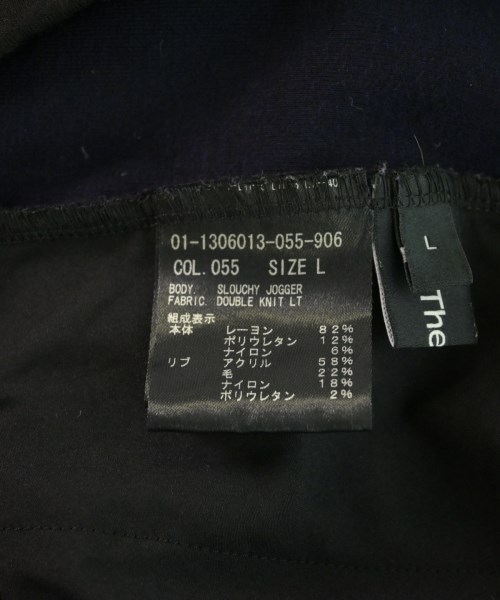 01-1306013-055-906
COL.055 SIZE L
BODY. SLOUCHY JOGGER
FABRIC. DOUBLE KNIT LT
組成表示
本体 レーヨン 82%
ポリウレタン 12%
ナイロン 6%
リブ アクリル 58%
毛 22%
ナイロン 18%
ポリウレタン 2%
L
The